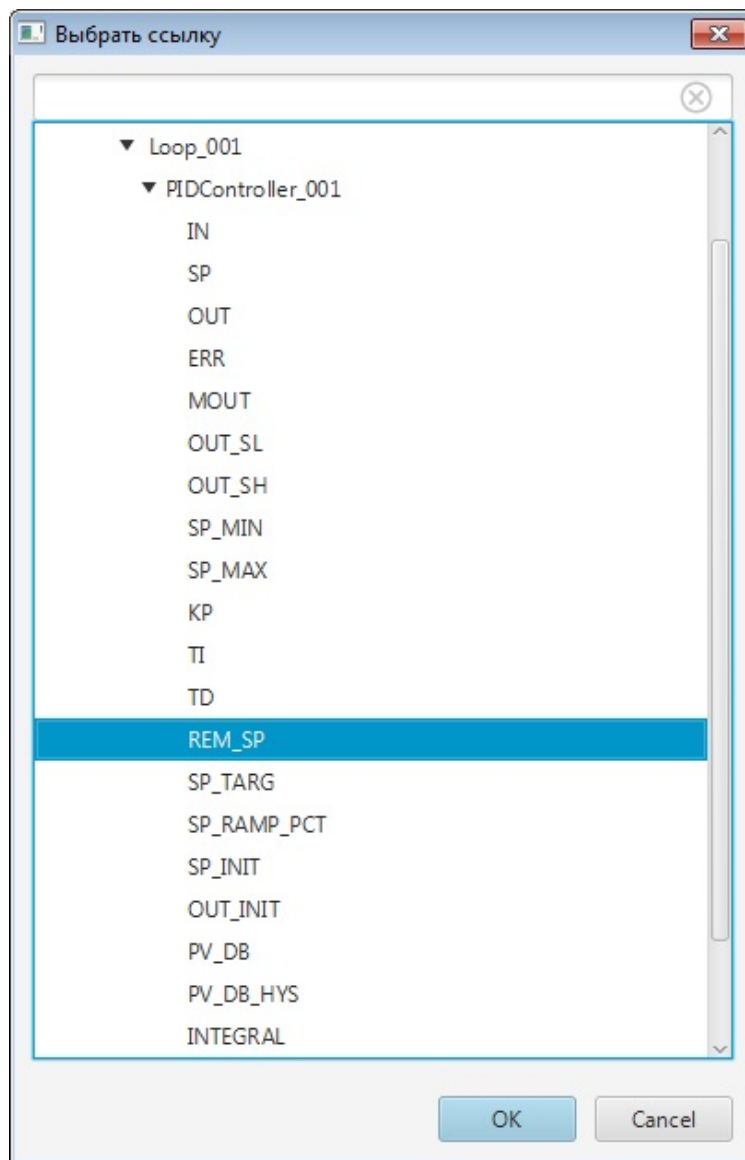 Выбрать ссылку
Loop_001
PIDController_001
IN
SP
OUT
ERR
MOUT
OUT_SL
OUT_SH
SP_MIN
SP_MAX
KP
TI
TD
REM_SP
SP_TARG
SP_RAMP_PCT
SP_INIT
OUT_INIT
PV_DB
PV_DB_HYS
INTEGRAL
OK Cancel